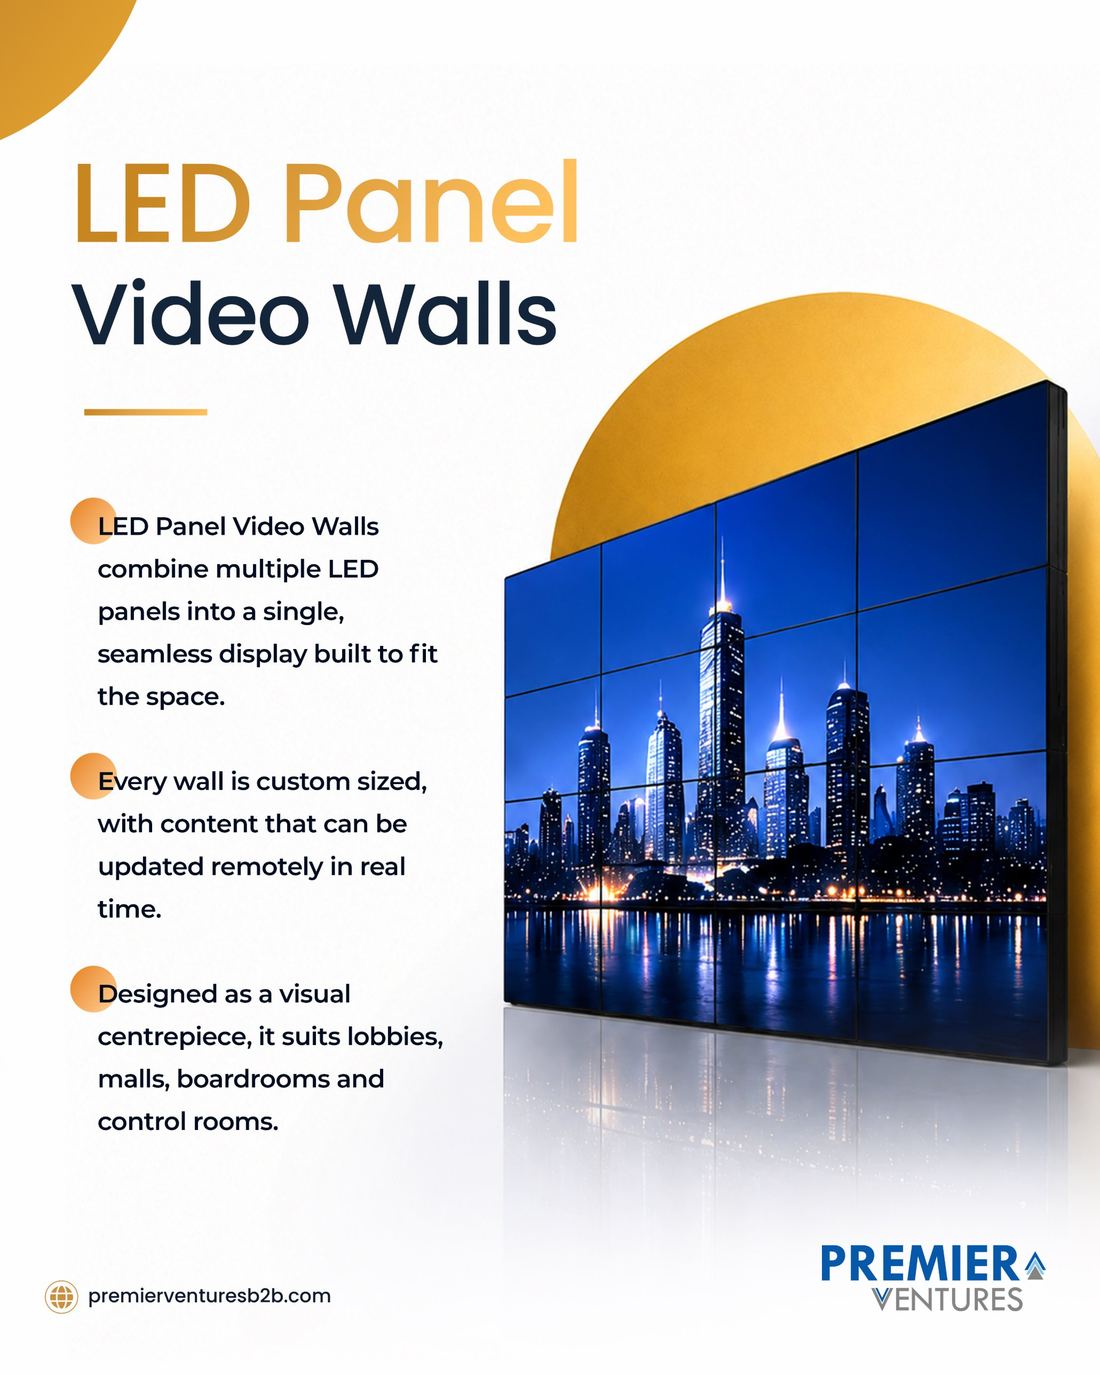 LED Panel
Video Walls
LED Panel Video Walls
combine multiple LED
panels into a single,
seamless display built to fit
the space.
Every wall is custom sized,
with content that can be
updated remotely in real
time.
Designed as a visual
centrepiece, it suits lobbies,
malls, boardrooms and
control rooms.
premierventuresb2b.com
PREMIER
VENTURES